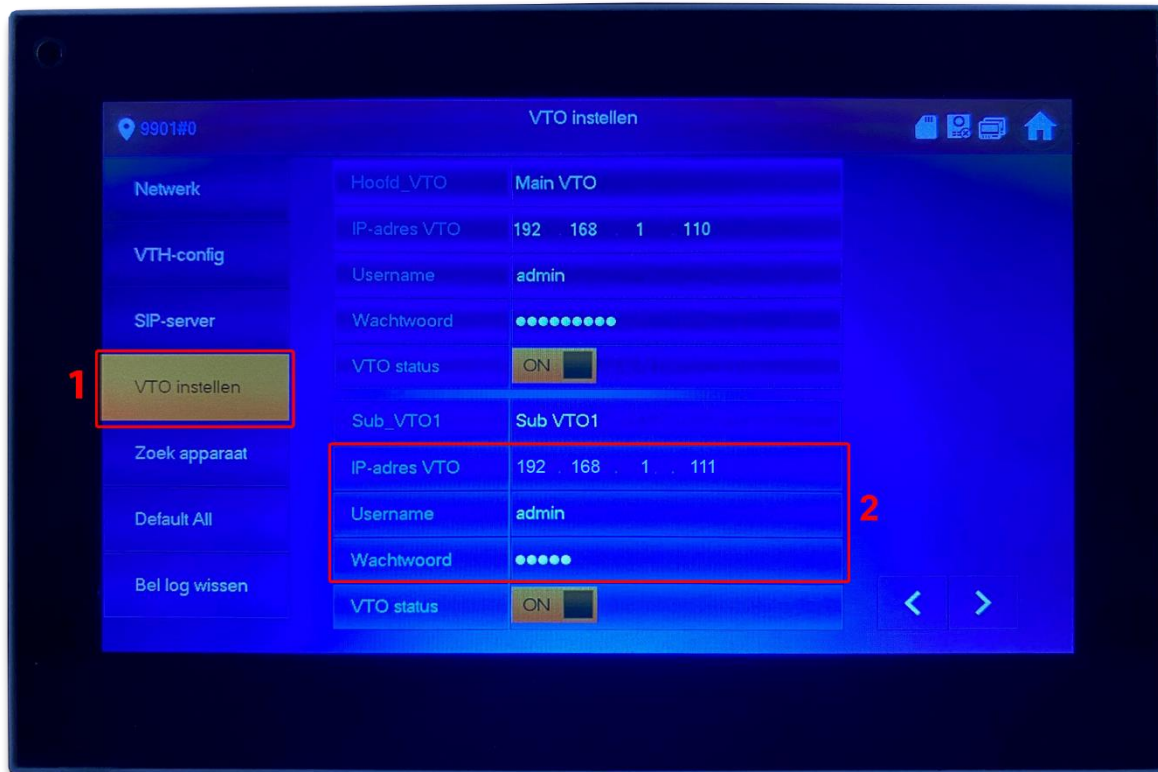 9901#0
VTO instellen
Netwerk
VTH-config
SIP-server
1
VTO instellen
Zoek apparaat
Default All
Bel log wissen
Hoofd_VTO Main VTO
IP-adres VTO 192 . 168 . 1 . 110
Username admin
Wachtwoord ●●●●●●●●●
VTO status ON
Sub_VTO1 Sub VTO1
IP-adres VTO 192 . 168 . 1 . 111
Username admin
2
Wachtwoord ●●●●●
VTO status ON
< >